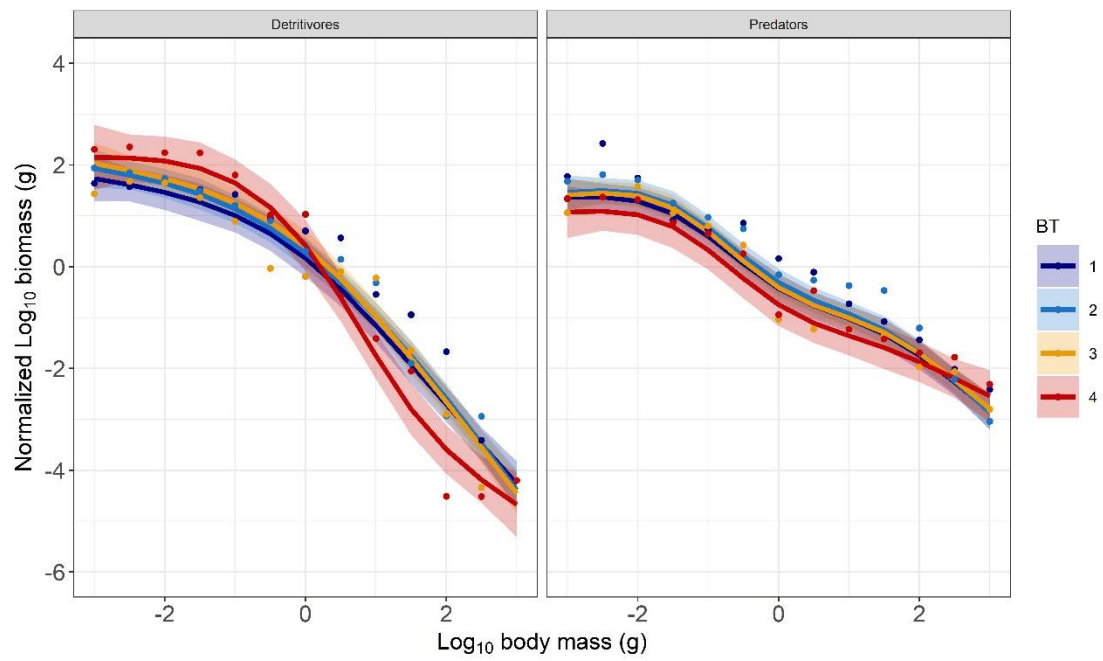 Detritivores
Predators
Normalized Log10 biomass (g)
4
2
0
-2
-4
-6
-2 0 2
-2 0 2
Log10 body mass (g)
BT
1
2
3
4